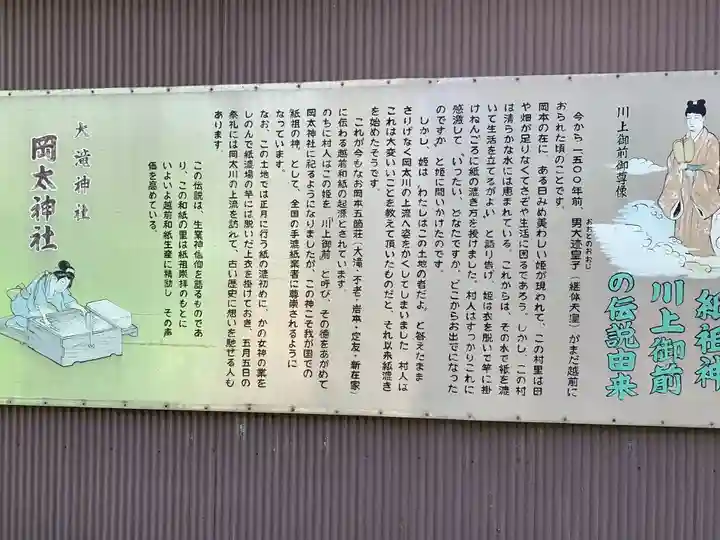 紙祖神
川上御前
の伝説由来
川上御前御尊像
今から一五〇〇年前、男大迹皇子(継体天皇)がまだ越前に
おおとのおおじ
おられた頃のことです。
岡本の在に、ある日みめ美わしい姫が現われて、この村里は田
や畑が足りなくてさぞや生活に困るであろう、しかし、この村
は清らかな水には恵まれている。これからは、その水で紙を漉
いて生活を立てるがよい、と語り告げ、姫は衣を脱いで竿に掛
けねんごろに紙の漉き方を授けました。村人はすっかりこれに
感激して、いったい、どなたですか、どこからお出でになった
のですか、と姫に問いかけたのです。
しかし、姫は、わたしはこの土地の者だよ、と答えたまま
さりげなく岡太川の上流へ姿をかくしてしまいました 村人は
これは大変いいことを教えて頂いたものだと、それ以来紙漉き
を始めたそうです。
これが今もなお岡本五箇荘(大滝・不老・岩本・定友・新在家)
に伝わる越前和紙の起源とされています。
のちに村人はこの姫を、川上御前、と呼び、その徳をあがめて
岡太神社に祀るようになりましたが、この神こそ我が国での
紙祖の神、として、全国の手漉紙業者に尊崇されるように
なっています。
なお、この土地では正月に行う紙の漉初めに、かの女神の業を
しのんで紙漉場の竿には脱いだ上衣を掛けておき、五月五日の
祭礼には岡太川の上流を訪れて、古い歴史に想いを馳せる人も
あります。
この伝説は、生業神信仰を語るものであ
り、この和紙の里は紙祖崇拝のもとに
いよいよ越前和紙生産に精励し その声
価を高めている。
大滝神社
岡太神社